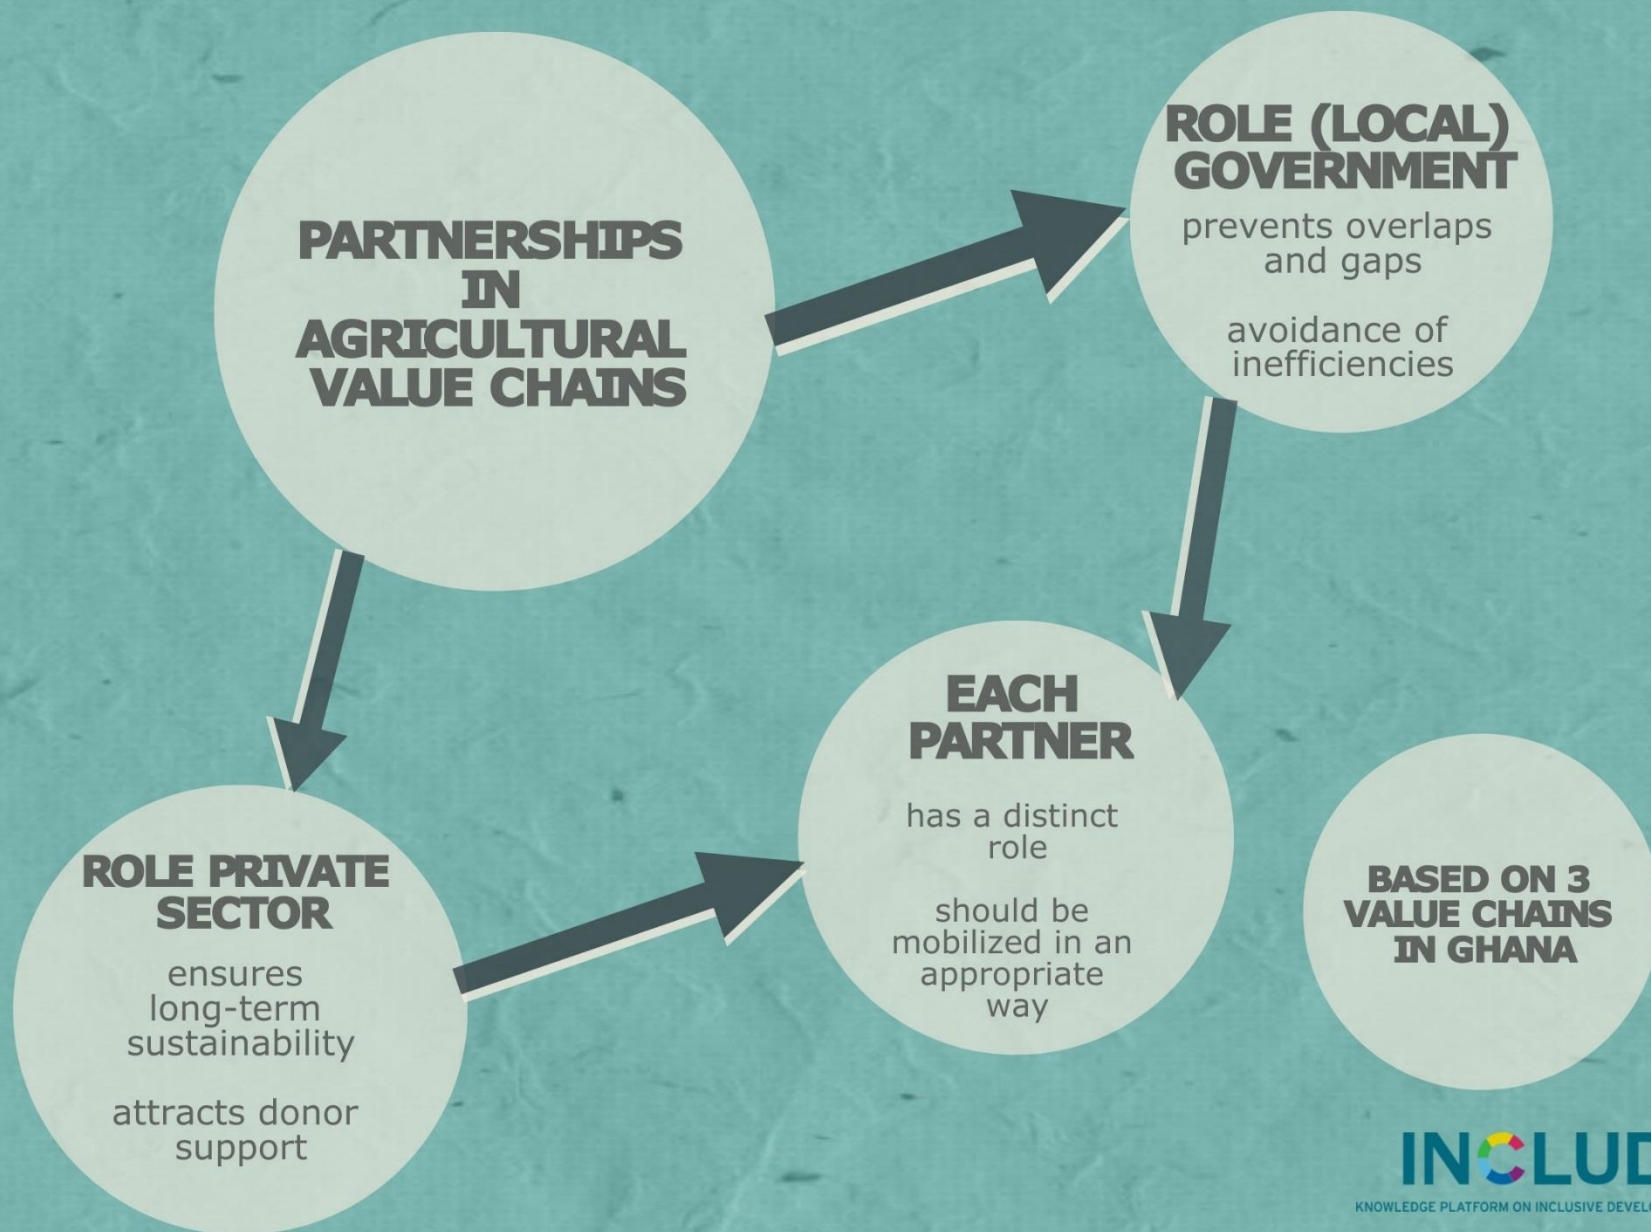 PARTNERSHIPS
IN
AGRICULTURAL
VALUE CHAINS
ROLE (LOCAL)
GOVERNMENT
prevents overlaps
and gaps
avoidance of
inefficiencies
ROLE PRIVATE
SECTOR
ensures
long-term
sustainability
attracts donor
support
EACH
PARTNER
has a distinct
role
should be
mobilized in an
appropriate
way
BASED ON 3
VALUE CHAINS
IN GHANA
INCLUD
KNOWLEDGE PLATFORM ON INCLUSIVE DEVEL